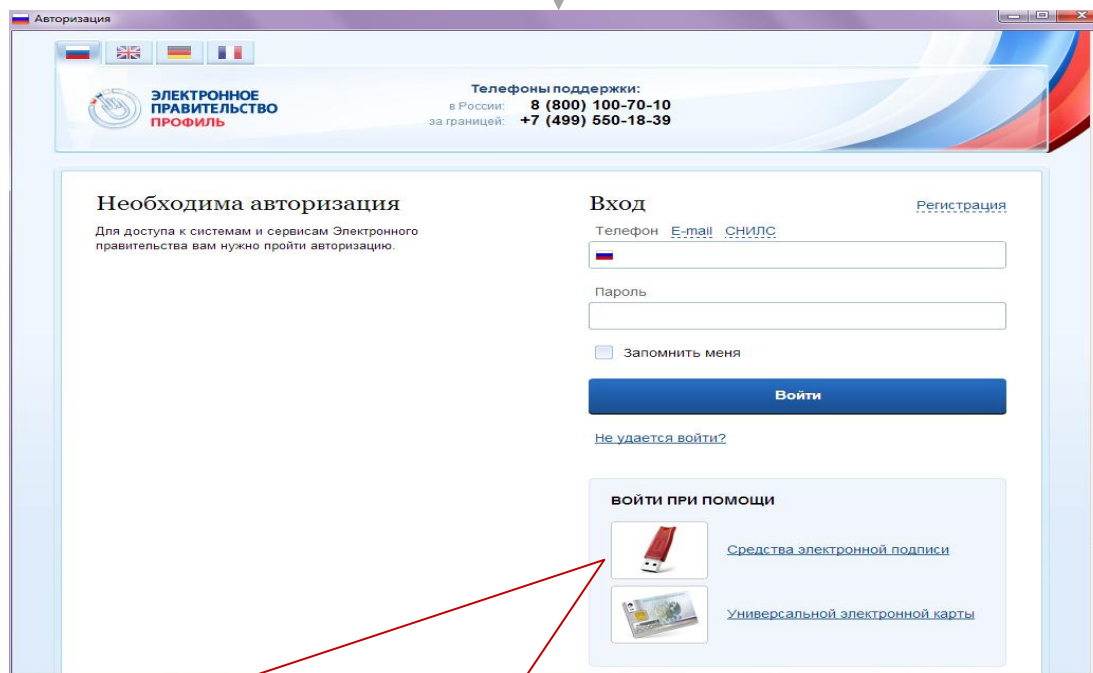 Авторизация
ЭЛЕКТРОННОЕ
ПРАВИТЕЛЬСТВО
ПРОФИЛЬ
Телефоны поддержки:
в России: 8 (800) 100-70-10
за границей: +7 (499) 550-18-39
Необходима авторизация
Для доступа к системам и сервисам Электронного
правительства вам нужно пройти авторизацию.
Вход
Регистрация
Телефон E-mail СНИЛС
Пароль
Запомнить меня
Войти
Не удается войти?
ВОЙТИ ПРИ ПОМОЩИ
Средства электронной подписи
Универсальной электронной карты